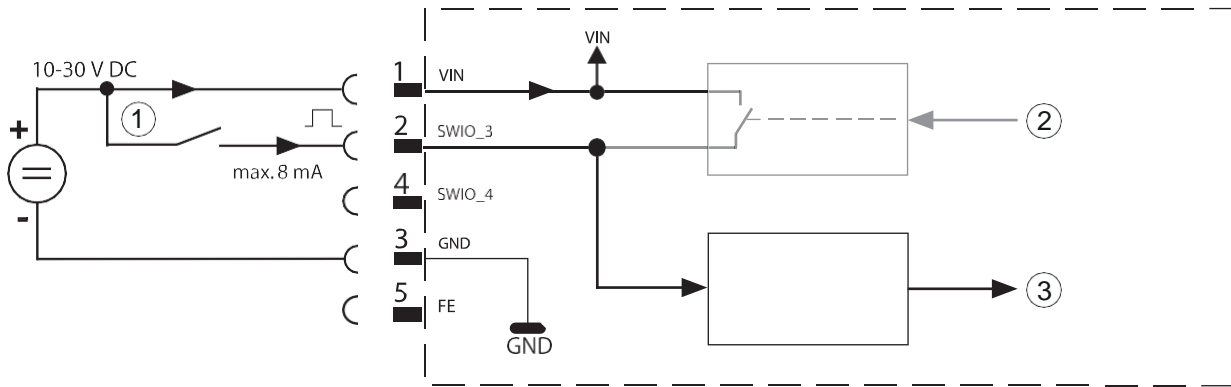 10-30 V DC
+
-
1
max. 8 mA
1 VIN
2 SWIO_3
4 SWIO_4
3 GND
5 FE
GND
VIN
2
3